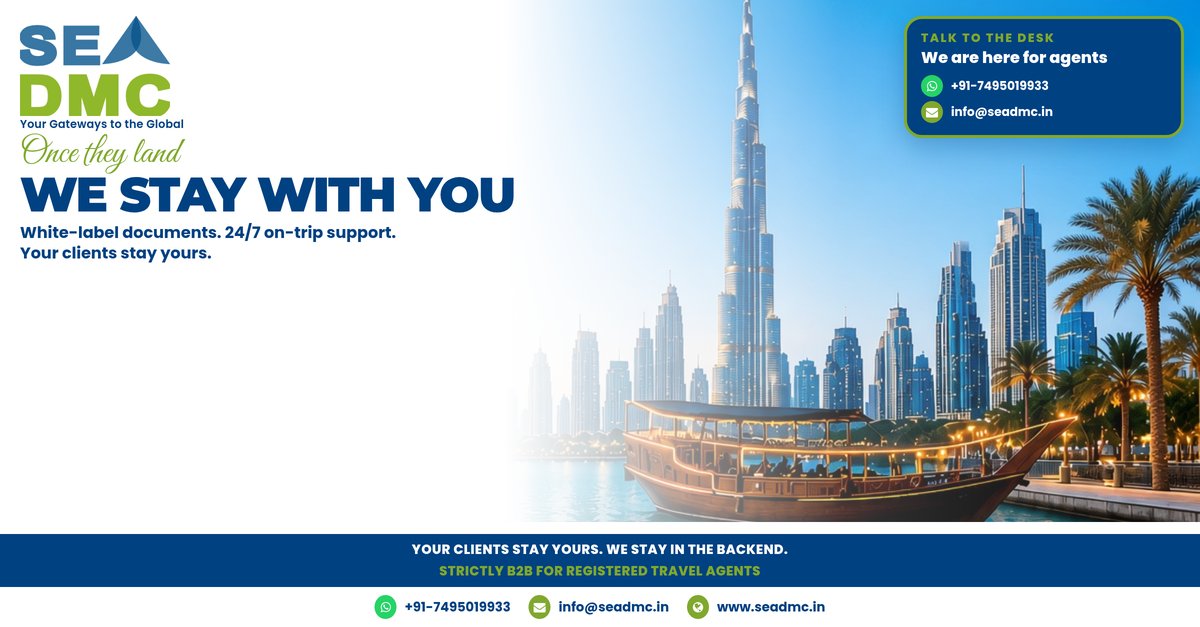 SEA
DMC
Your Gateways to the Global
Once they land
WE STAY WITH YOU
White-label documents. 24/7 on-trip support.
Your clients stay yours.
TALK TO THE DESK
We are here for agents
+91-7495019933
info@seadmc.in
YOUR CLIENTS STAY YOURS. WE STAY IN THE BACKEND.
STRICTLY B2B FOR REGISTERED TRAVEL AGENTS
+91-7495019933 info@seadmc.in www.seadmc.in